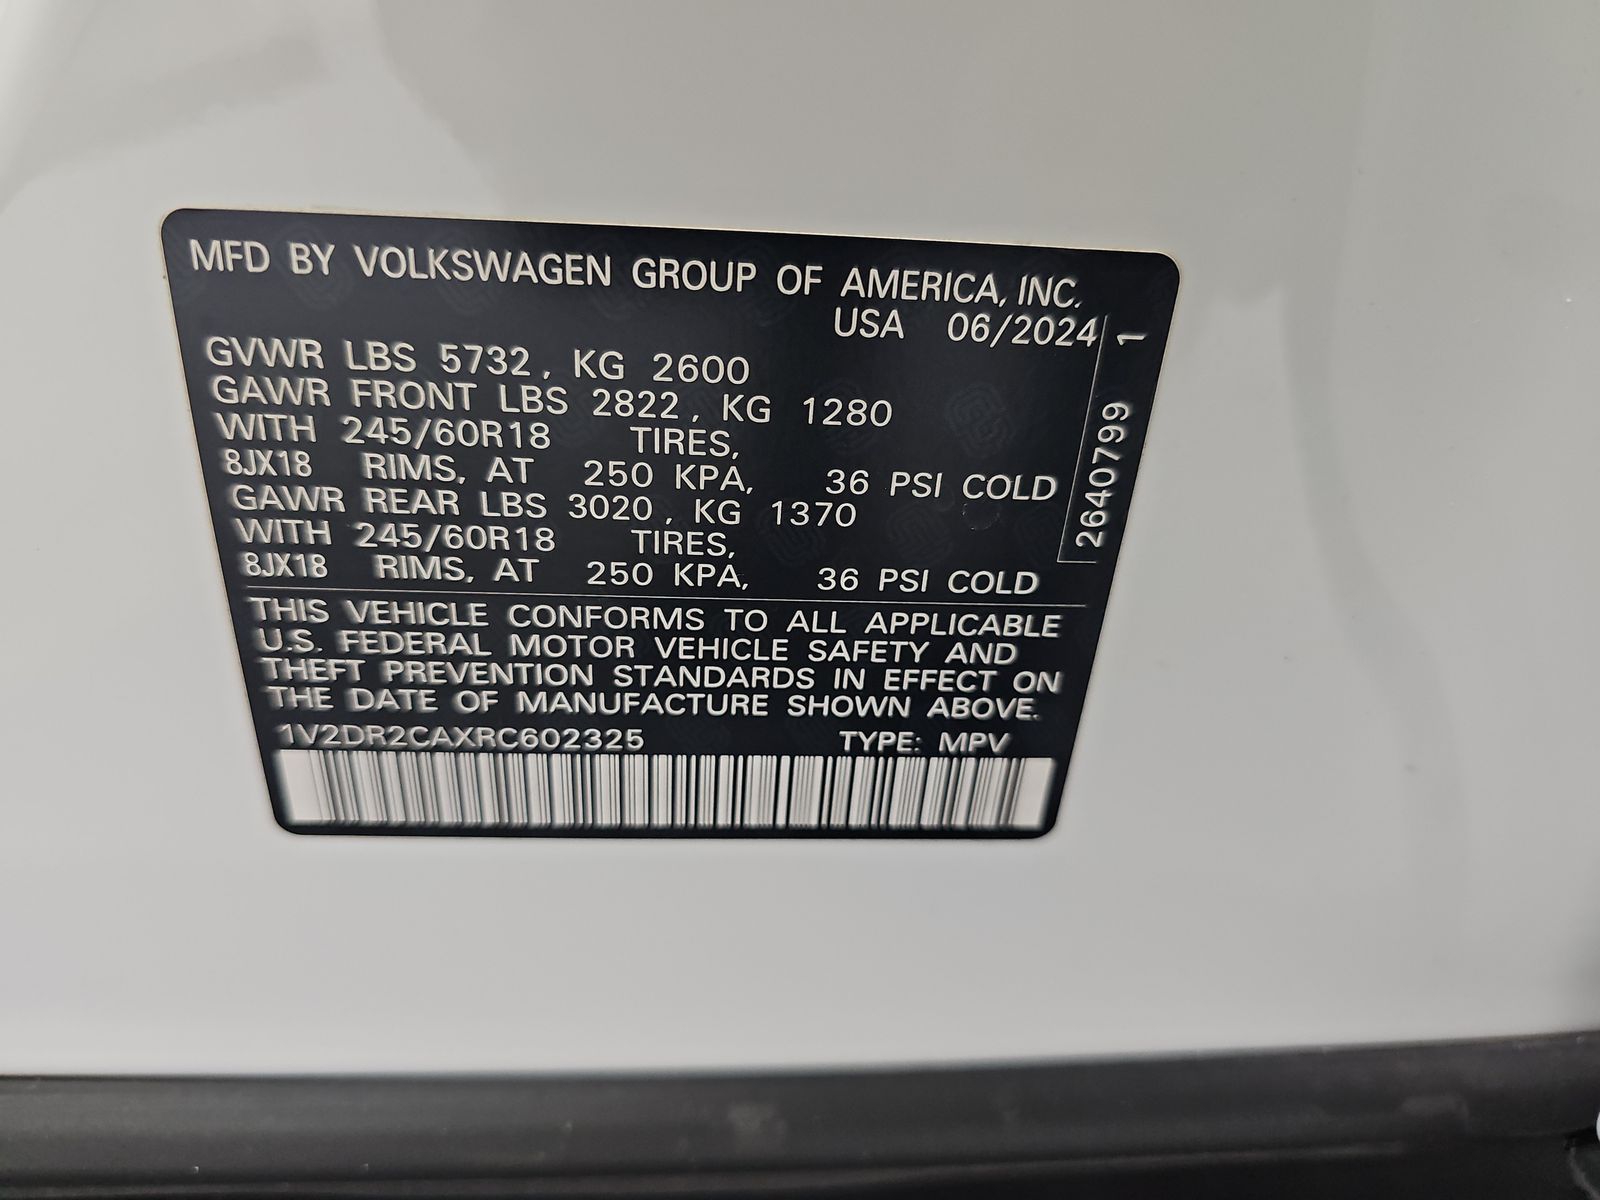 MFD BY VOLKSWAGEN GROUP OF AMERICA, INC.
USA 06/2024
GVWR LBS 5732, KG 2600
GAWR FRONT LBS 2822, KG 1280
WITH 245/60R18 TIRES,
8JX18 RIMS, AT 250 KPA, 36 PSI COLD
GAWR REAR LBS 3020, KG 1370
WITH 245/60R18 TIRES,
8JX18 RIMS, AT 250 KPA, 36 PSI COLD
THIS VEHICLE CONFORMS TO ALL APPLICABLE
U.S. FEDERAL MOTOR VEHICLE SAFETY AND
THEFT PREVENTION STANDARDS IN EFFECT ON
THE DATE OF MANUFACTURE SHOWN ABOVE.
1V2DR2CAXRC602325 TYPE: MPV
2640799 1